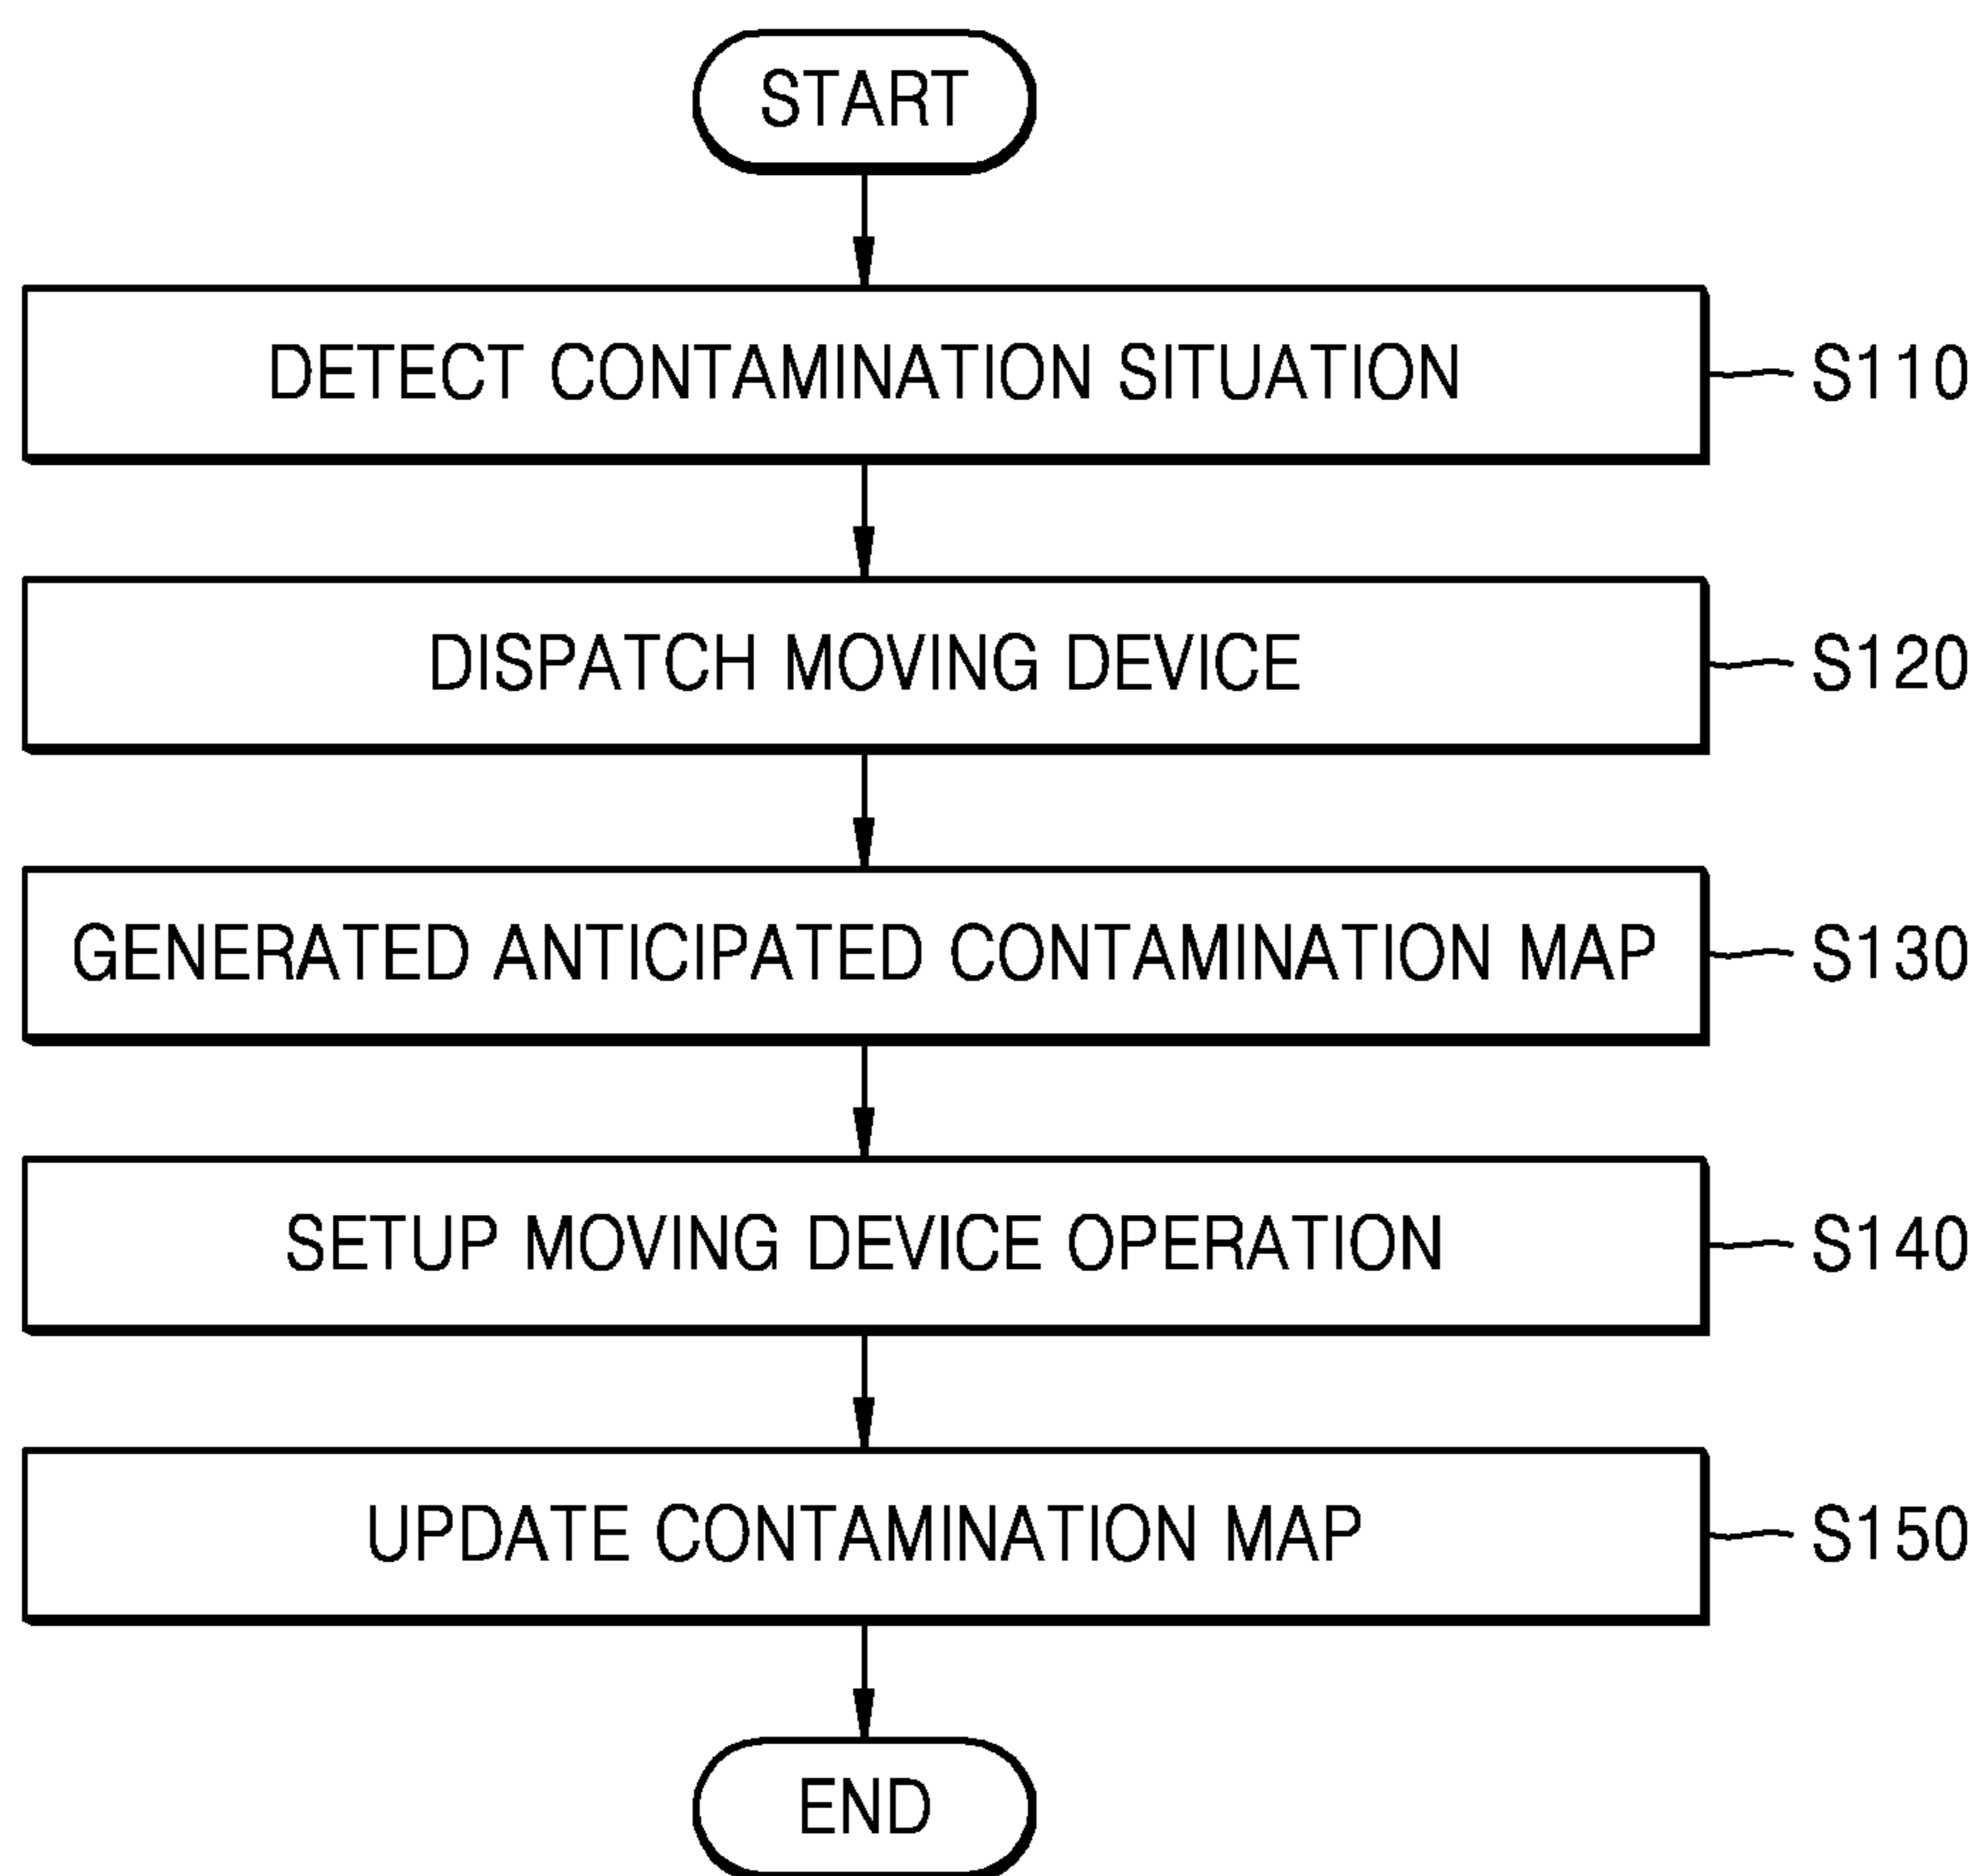 START
DETECT CONTAMINATION SITUATION
S110
DISPATCH MOVING DEVICE
S120
GENERATED ANTICIPATED CONTAMINATION MAP
S130
SETUP MOVING DEVICE OPERATION
S140
UPDATE CONTAMINATION MAP
S150
END